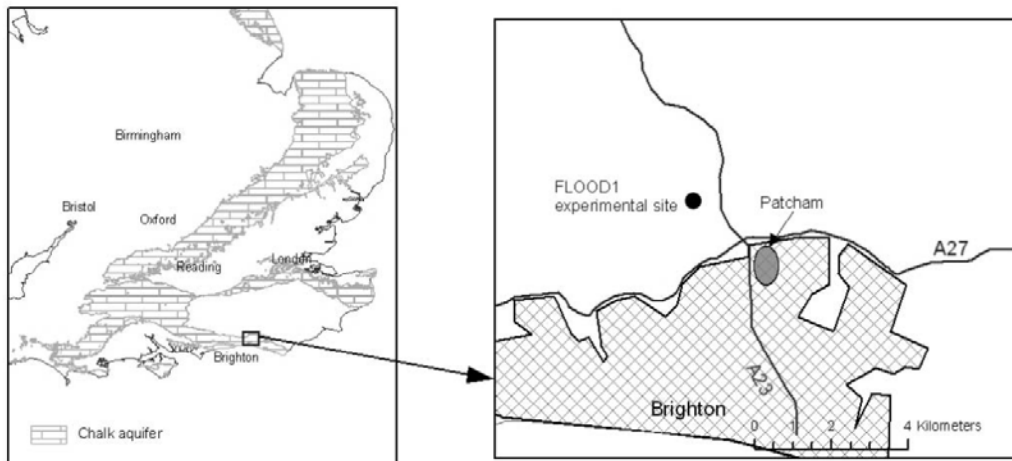 Birmingham
Bristol
Oxford
Reading
London
Brighton
Chalk aquifer
FLOOD1
experimental site
Patcham
A27
A23
Brighton
0 1 2 4 Kilometers